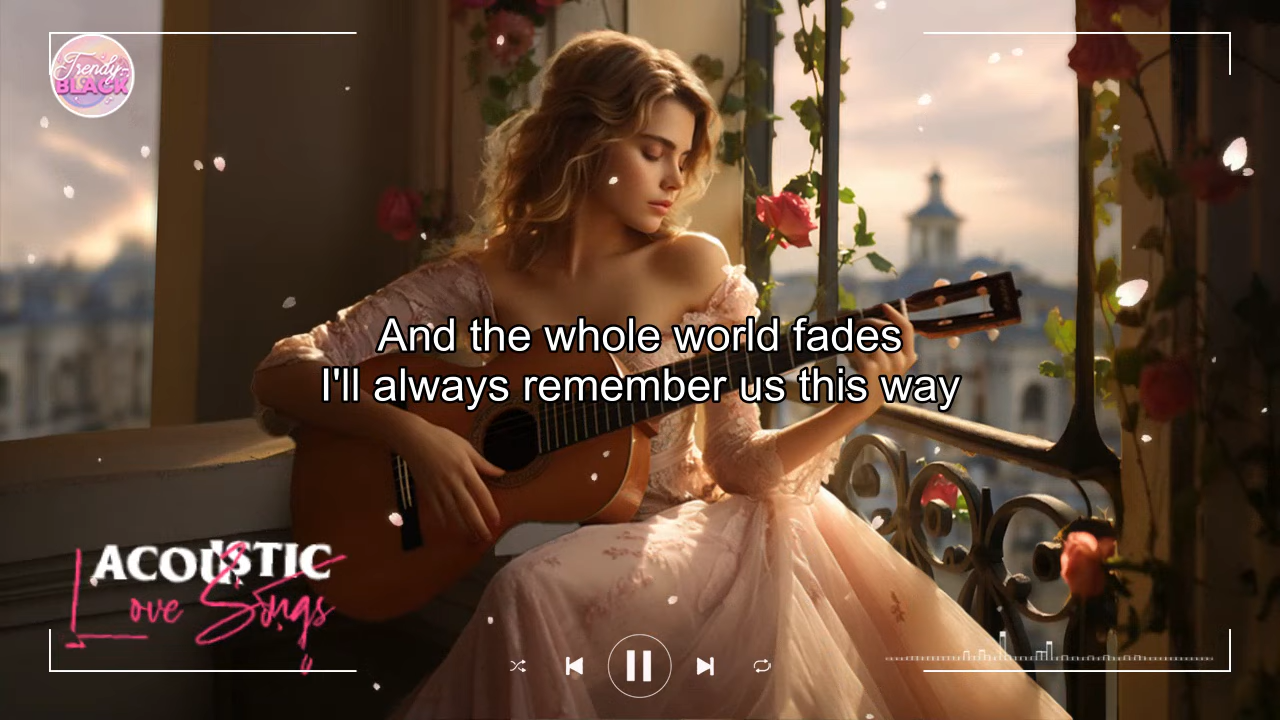 Trendy
BLACK
And the whole world fades
I'll always remember us this way
ACOUSTIC
Love Songs